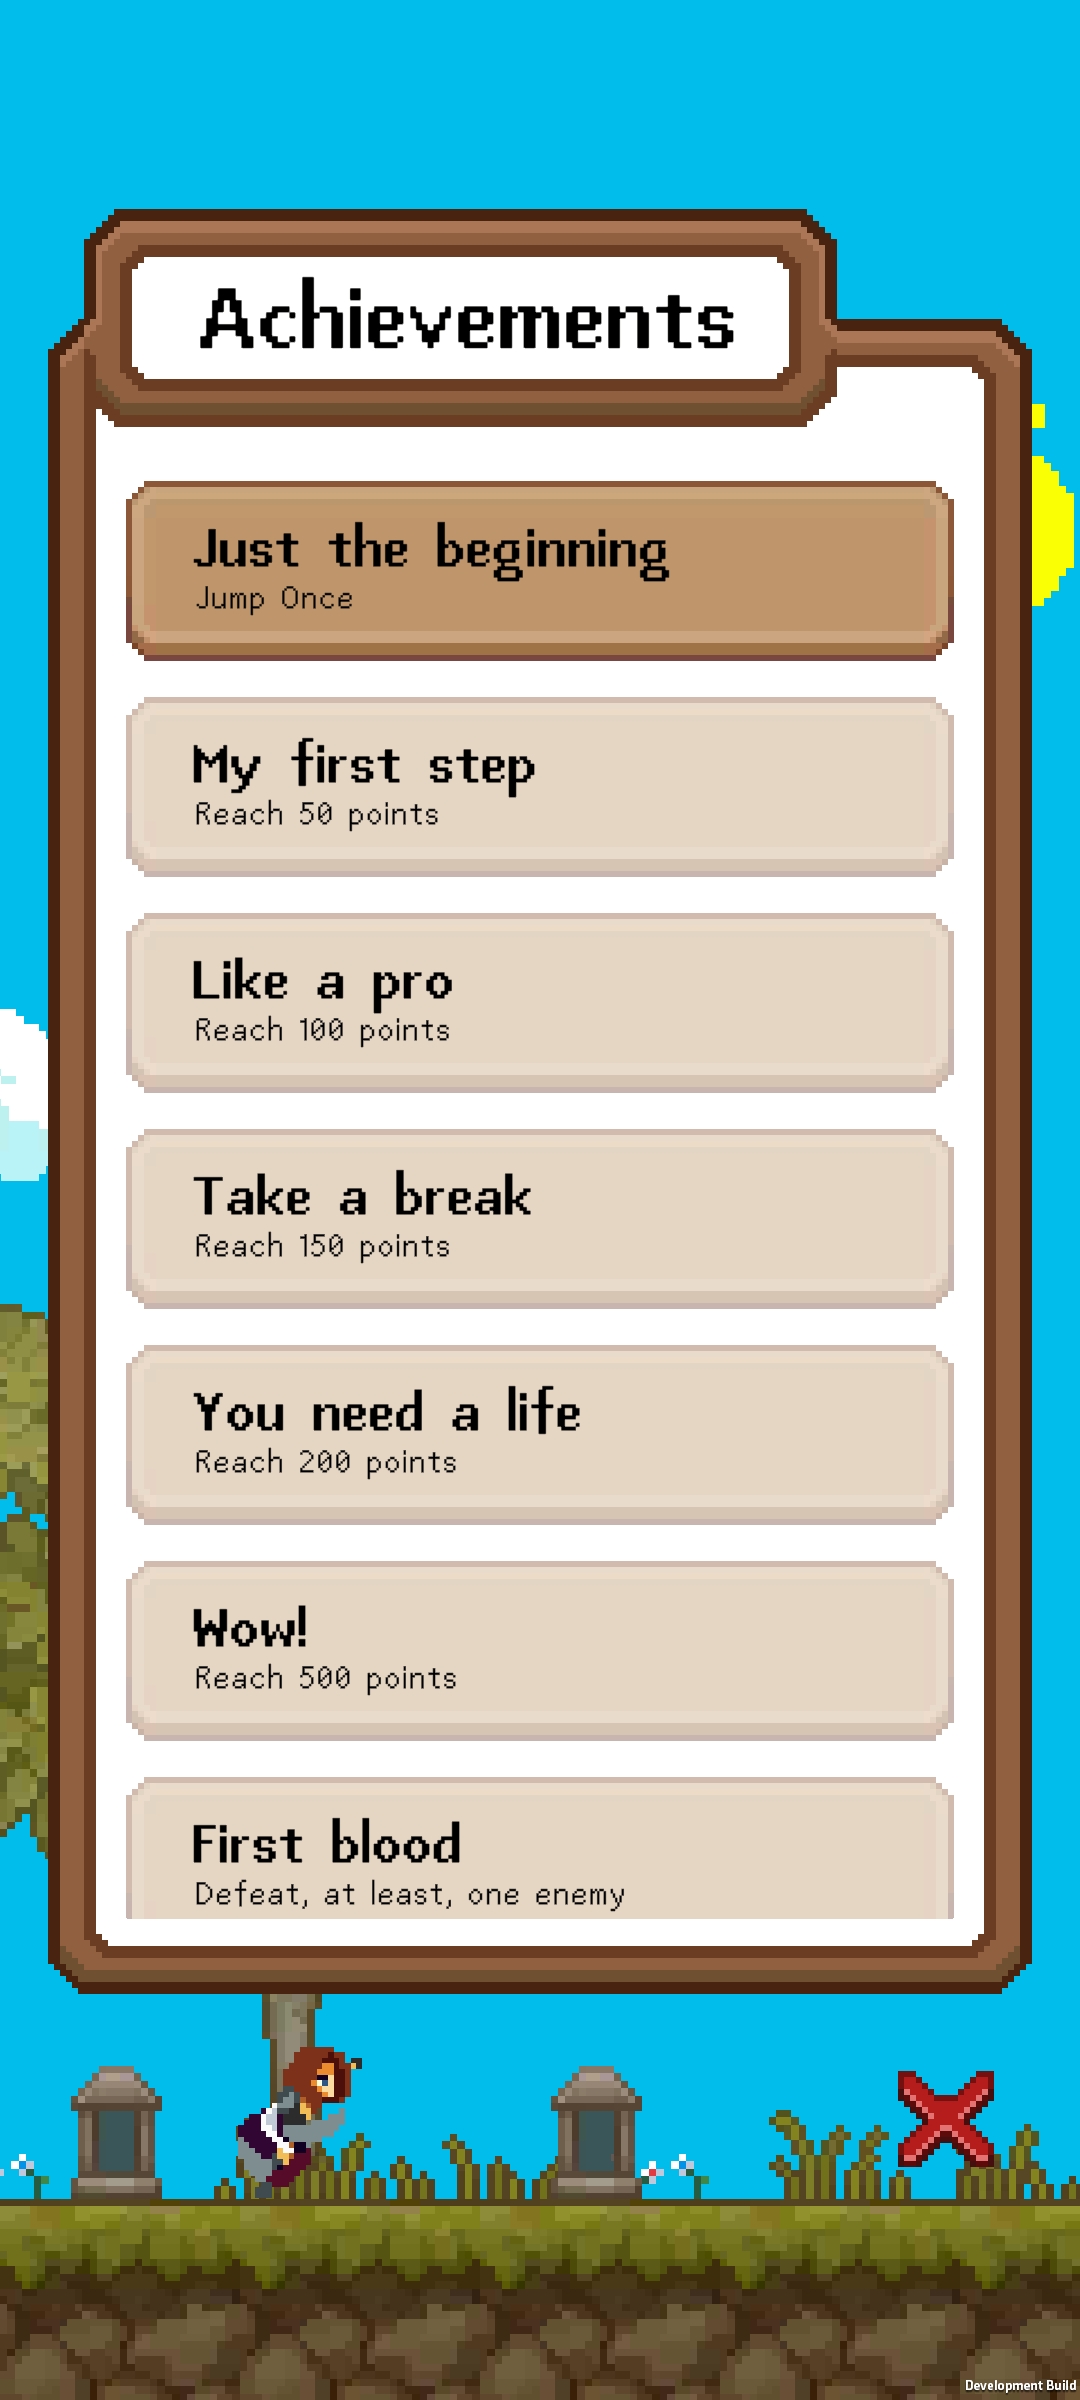 Achievements
Just the beginning
Jump Once
My first step
Reach 50 points
Like a pro
Reach 100 points
Take a break
Reach 150 points
You need a life
Reach 200 points
Wow!
Reach 500 points
First blood
Defeat, at least, one enemy
Development Build